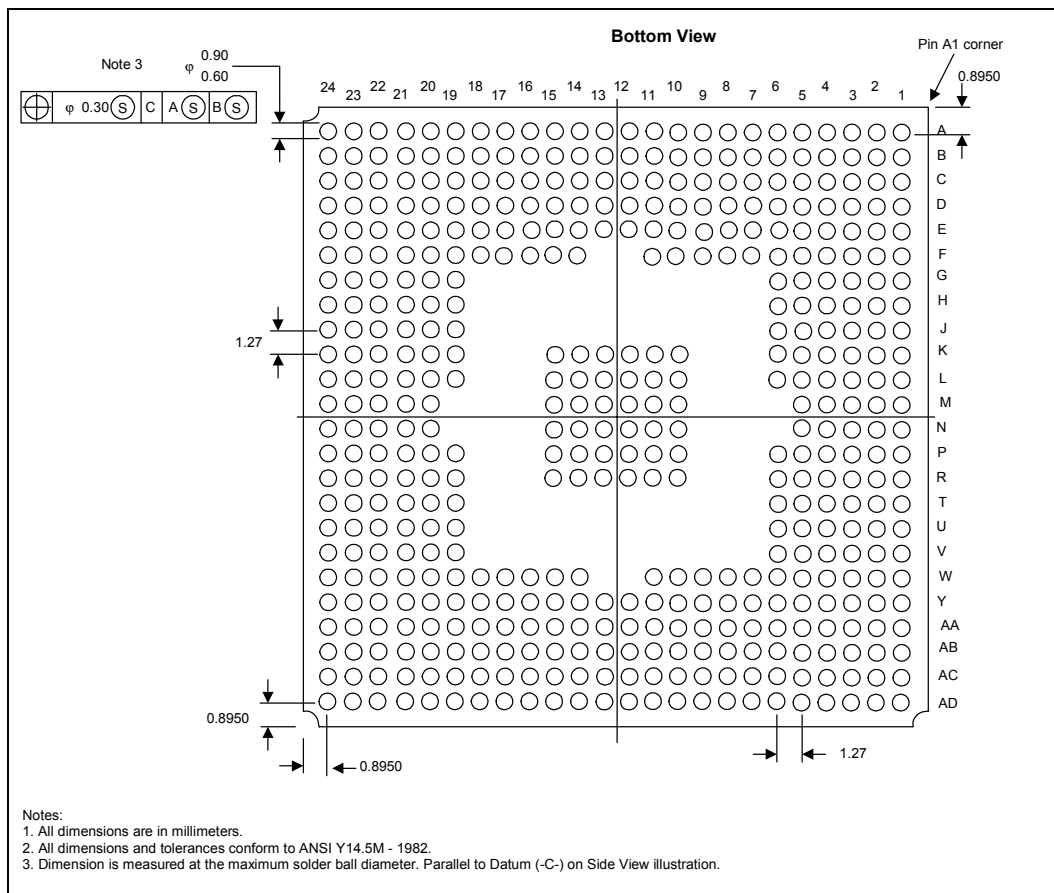 Bottom View
Pin A1 corner
Note 3
φ 0.90
0.60
0.8950
φ 0.30 S C A S B S
24 23 22 21 20 19 18 17 16 15 14 13 12 11 10 9 8 7 6 5 4 3 2 1
A
B
C
D
E
F
G
H
J
1.27
K
L
M
N
P
R
T
U
V
W
Y
AA
AB
AC
AD
0.8950
0.8950
1.27
Notes:
1. All dimensions are in millimeters.
2. All dimensions and tolerances conform to ANSI Y14.5M - 1982.
3. Dimension is measured at the maximum solder ball diameter. Parallel to Datum (-C-) on Side View illustration.